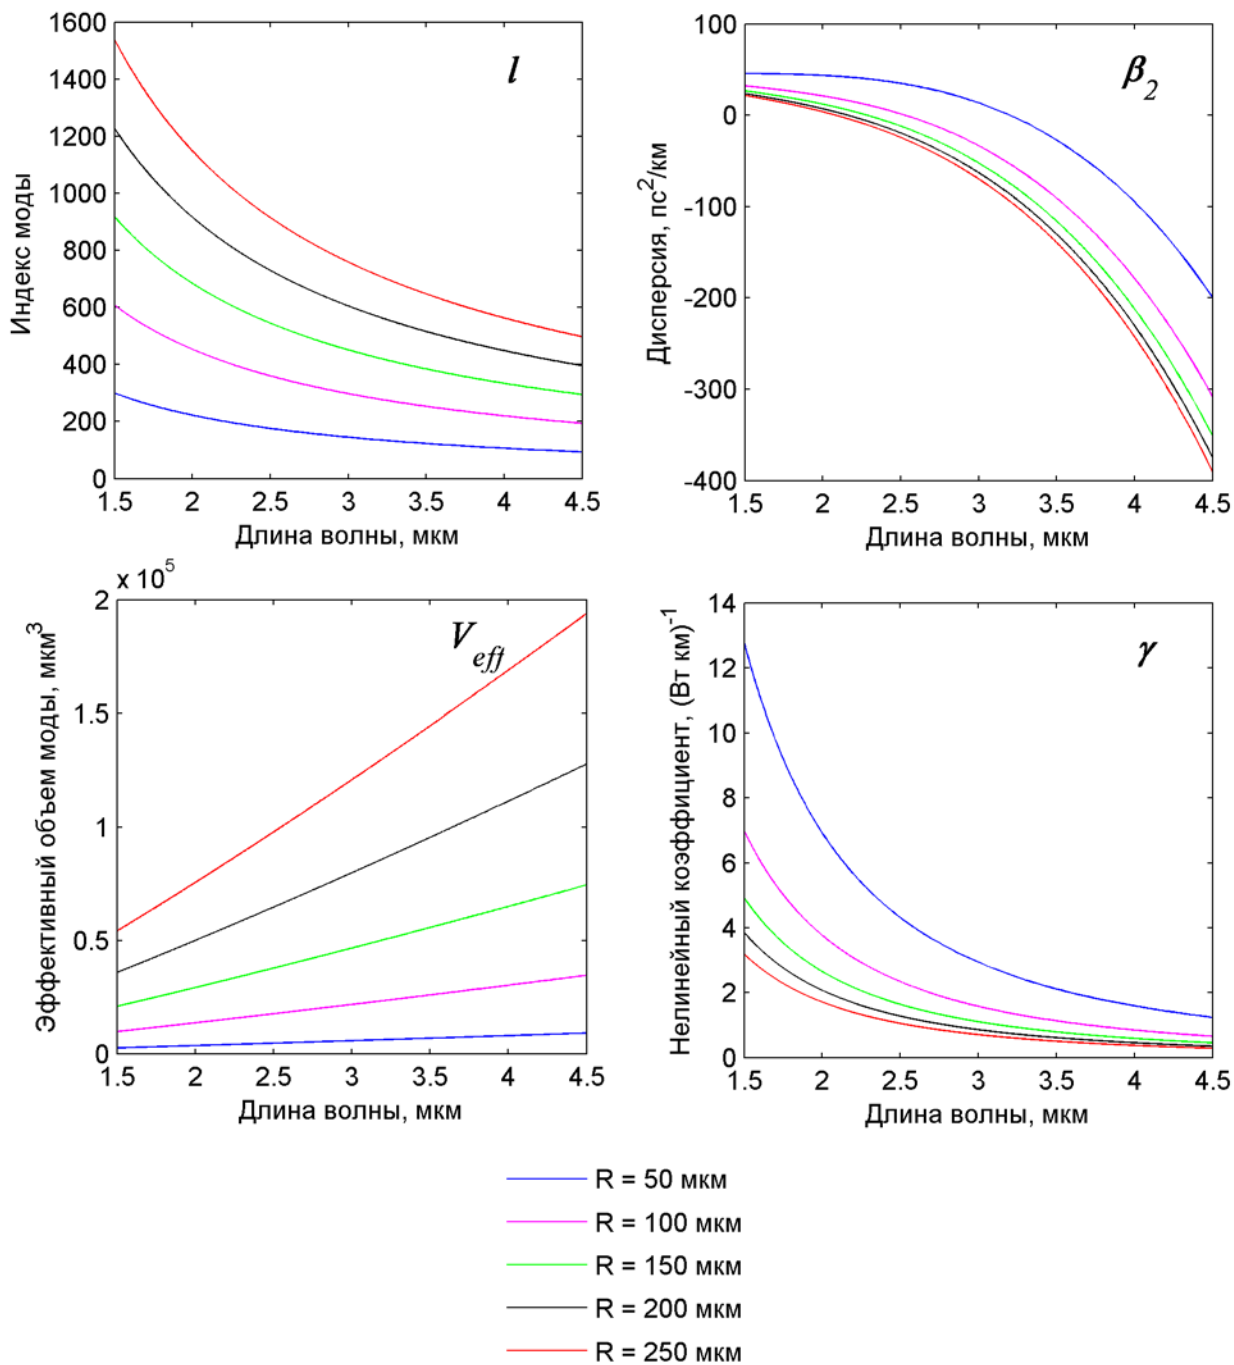 1600
1400
1200
1000
800
600
400
200
0
1.5 2 2.5 3 3.5 4 4.5
Индекс моды
Длина волны, мкм
l
100
0
-100
-200
-300
-400
1.5 2 2.5 3 3.5 4 4.5
Дисперсия, пс²/км
Длина волны, мкм
β₂
x 10⁵
2
1.5
1
0.5
0
1.5 2 2.5 3 3.5 4 4.5
Эффективный объем моды, мкм³
Длина волны, мкм
V_eff
14
12
10
8
6
4
2
0
1.5 2 2.5 3 3.5 4 4.5
Нелинейный коэффициент, (Вт км)⁻¹
Длина волны, мкм
γ
R = 50 мкм
R = 100 мкм
R = 150 мкм
R = 200 мкм
R = 250 мкм